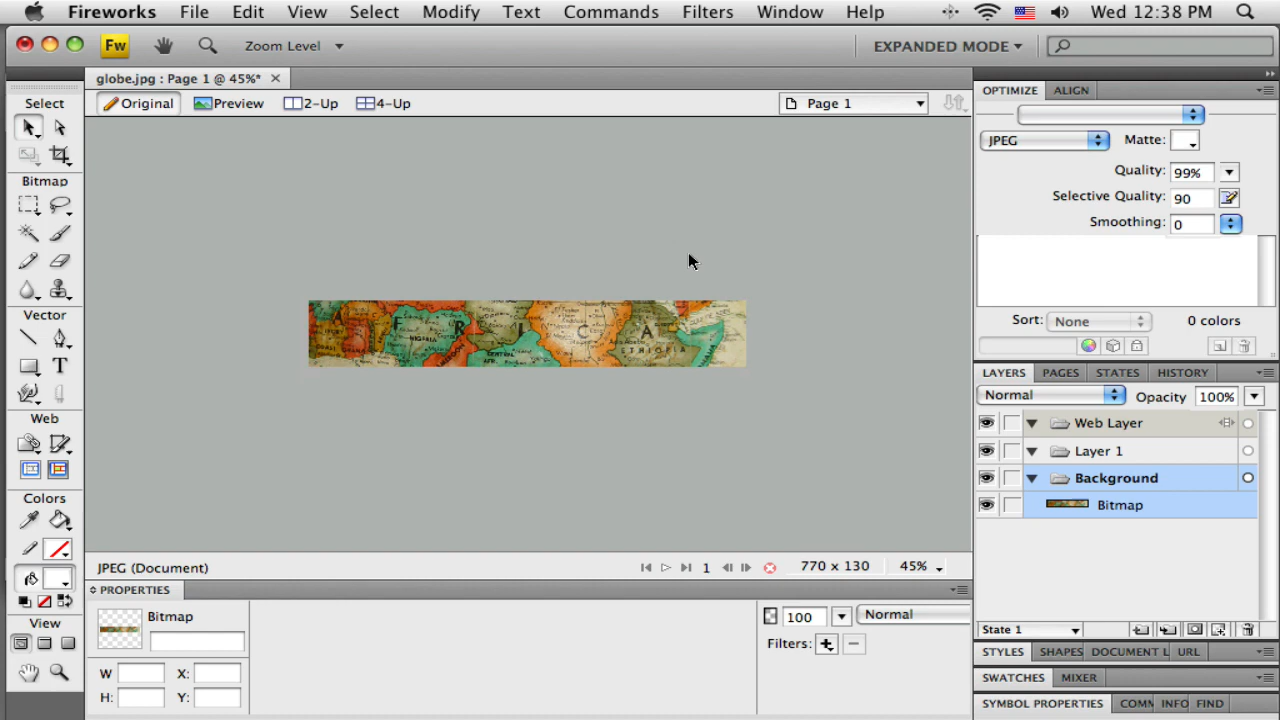 Fireworks File Edit View Select Modify Text Commands Filters Window Help Wed 12:38 PM
Fw Zoom Level EXPANDED MODE
globe.jpg : Page 1 @ 45%*
Original Preview 2-Up 4-Up Page 1
Select
Bitmap
Vector
Web
Colors
View
F R I C A
NIGERIA
CENTRAL
AFR.
ETHIOPIA
JPEG (Document) 1 770 x 130 45%
PROPERTIES
Bitmap
W X:
H: Y:
100 Normal
Filters:
OPTIMIZE ALIGN
JPEG Matte:
Quality: 99%
Selective Quality: 90
Smoothing: 0
Sort: None 0 colors
LAYERS PAGES STATES HISTORY
Normal Opacity 100%
Web Layer
Layer 1
Background
Bitmap
State 1
STYLES SHAPES DOCUMENT L URL
SWATCHES MIXER
SYMBOL PROPERTIES COMM INFO FIND